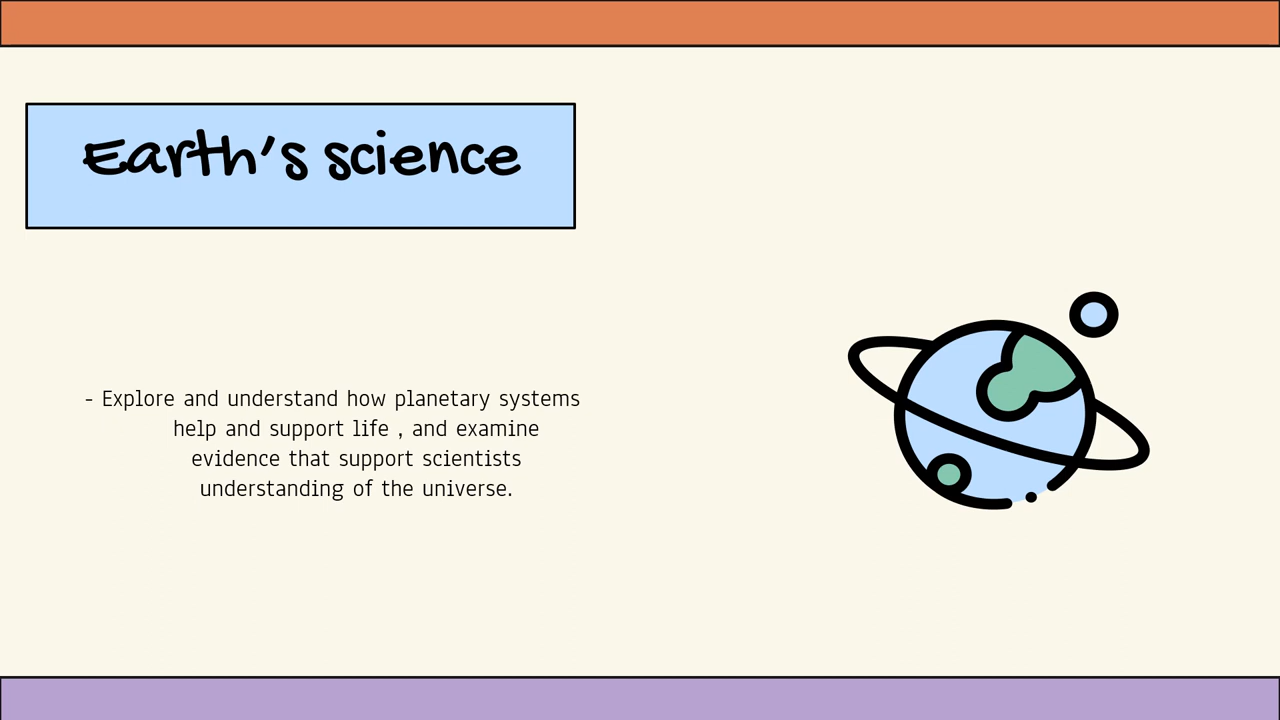 Earth's science
- Explore and understand how planetary systems
help and support life , and examine
evidence that support scientists
understanding of the universe.